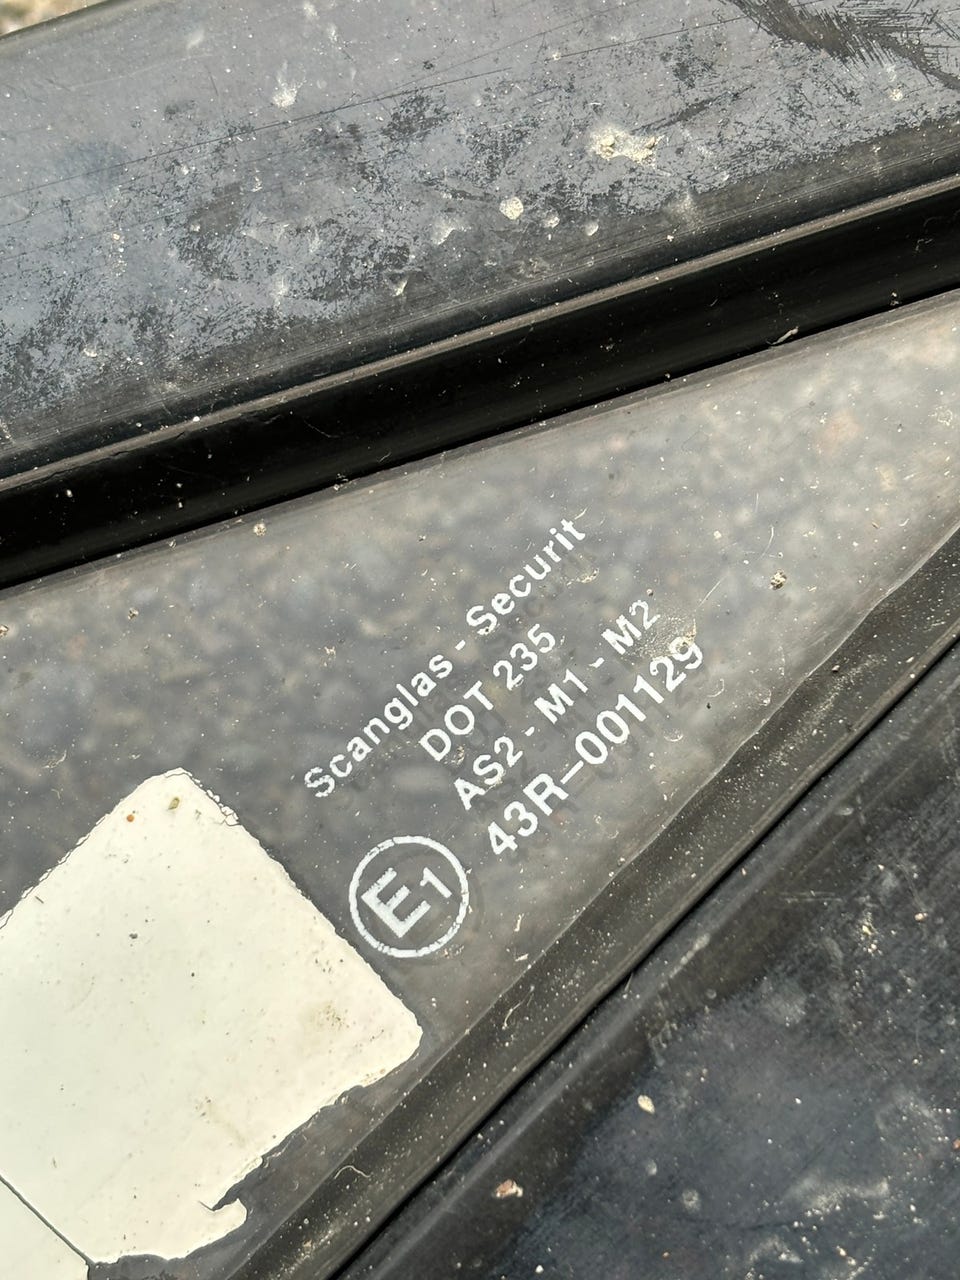 Scanglas - Securit
DOT 235
AS2 - M1 - M2
43R-001129
E1